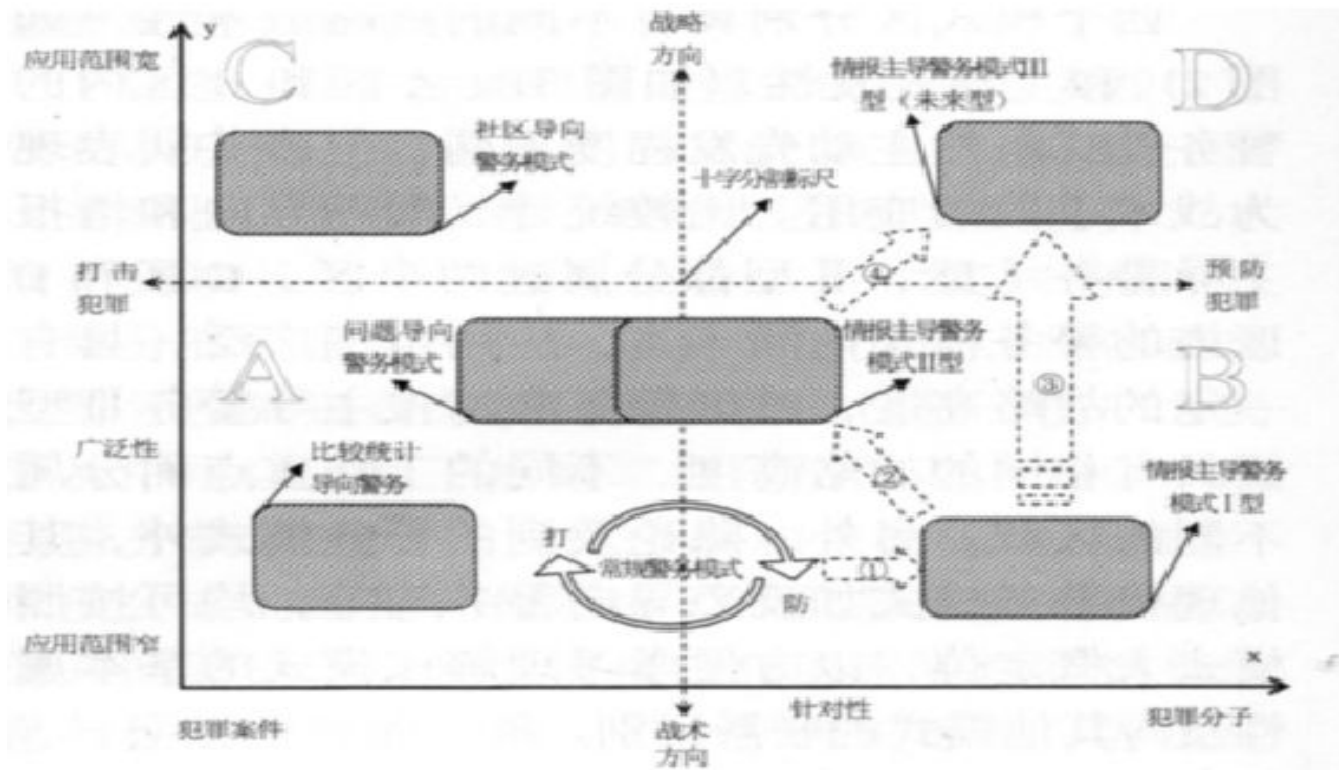 y
战略
方向
应用范围宽
C
D
情报主导警务模式III
型（未来型）
社区导向
警务模式
十字分割标尺
打击
犯罪
④
预防
犯罪
问题导向
警务模式
情报主导警务
模式II型
A
B
③
广泛性
比较统计
导向警务
②
情报主导警务
模式I型
打
常规警务模式
①
防
应用范围窄
x
针对性
犯罪案件
战术
方向
犯罪分子